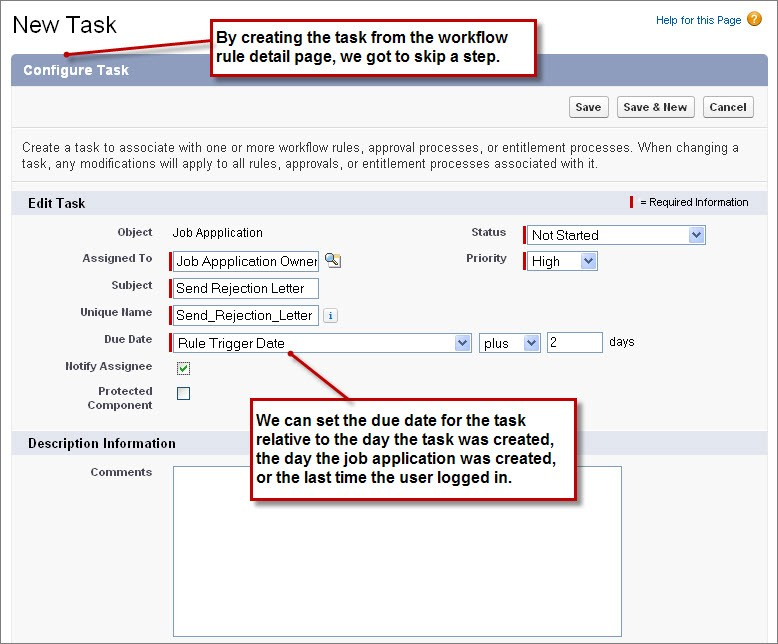 New Task
Help for this Page ?
By creating the task from the workflow
rule detail page, we got to skip a step.
Configure Task
Save
Save & New
Cancel
Create a task to associate with one or more workflow rules, approval processes, or entitlement processes. When changing a
task, any modifications will apply to all rules, approvals, or entitlement processes associated with it.
Edit Task
= Required Information
Object
Job Appplication
Status
Not Started
Assigned To
Job Appplication Owner
Priority
High
Subject
Send Rejection Letter
Unique Name
Send_Rejection_Letter
i
Due Date
Rule Trigger Date
plus
2
days
Notify Assignee
Protected
Component
We can set the due date for the task
relative to the day the task was created,
the day the job application was created,
or the last time the user logged in.
Description Information
Comments